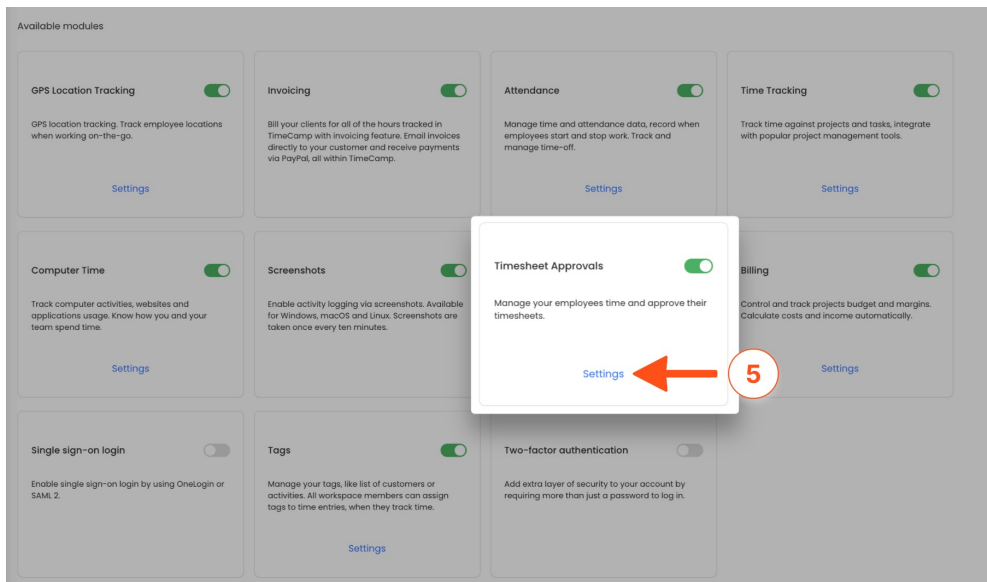 Available modules
GPS Location Tracking
GPS location tracking. Track employee locations
when working on-the-go.
Settings
Invoicing
Bill your clients for all of the hours tracked in
TimeCamp with invoicing feature. Email invoices
directly to your customer and receive payments
via PayPal, all within TimeCamp.
Attendance
Manage time and attendance data, record when
employees start and stop work. Track and
manage time-off.
Settings
Time Tracking
Track time against projects and tasks, integrate
with popular project management tools.
Settings
Computer Time
Track computer activities, websites and
applications usage. Know how you and your
team spend time.
Settings
Screenshots
Enable activity logging via screenshots. Available
for Windows, macOS and Linux. Screenshots are
taken once every ten minutes.
Timesheet Approvals
Manage your employees time and approve their
timesheets.
Settings
5
Billing
Control and track projects budget and margins.
Calculate costs and income automatically.
Settings
Single sign-on login
Enable single sign-on login by using OneLogin or
SAML 2.
Tags
Manage your tags, like list of customers or
activities. All workspace members can assign
tags to time entries, when they track time.
Settings
Two-factor authentication
Add extra layer of security to your account by
requiring more than just a password to log in.